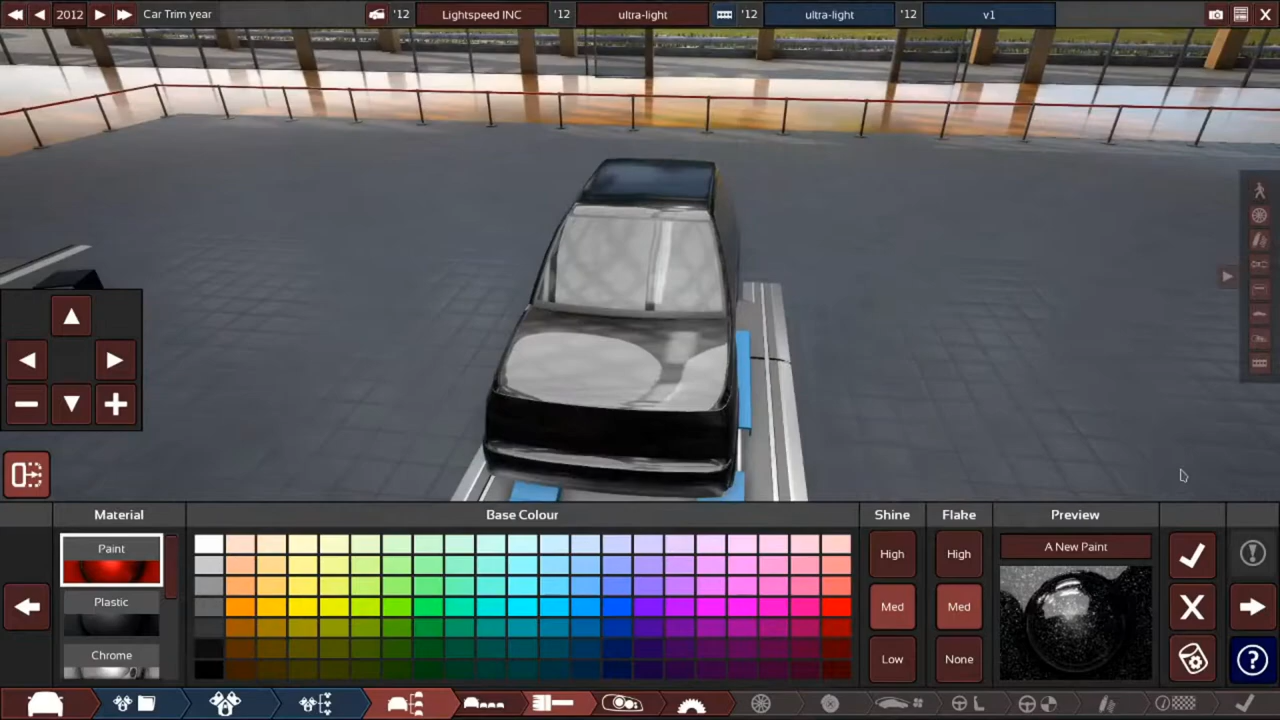 2012 Car Trim year '12 Lightspeed INC '12 ultra-light '12 ultra-light '12 v1 X
Material Base Colour Shine Flake Preview
Paint High High A New Paint
Plastic Med Med
Chrome Low None